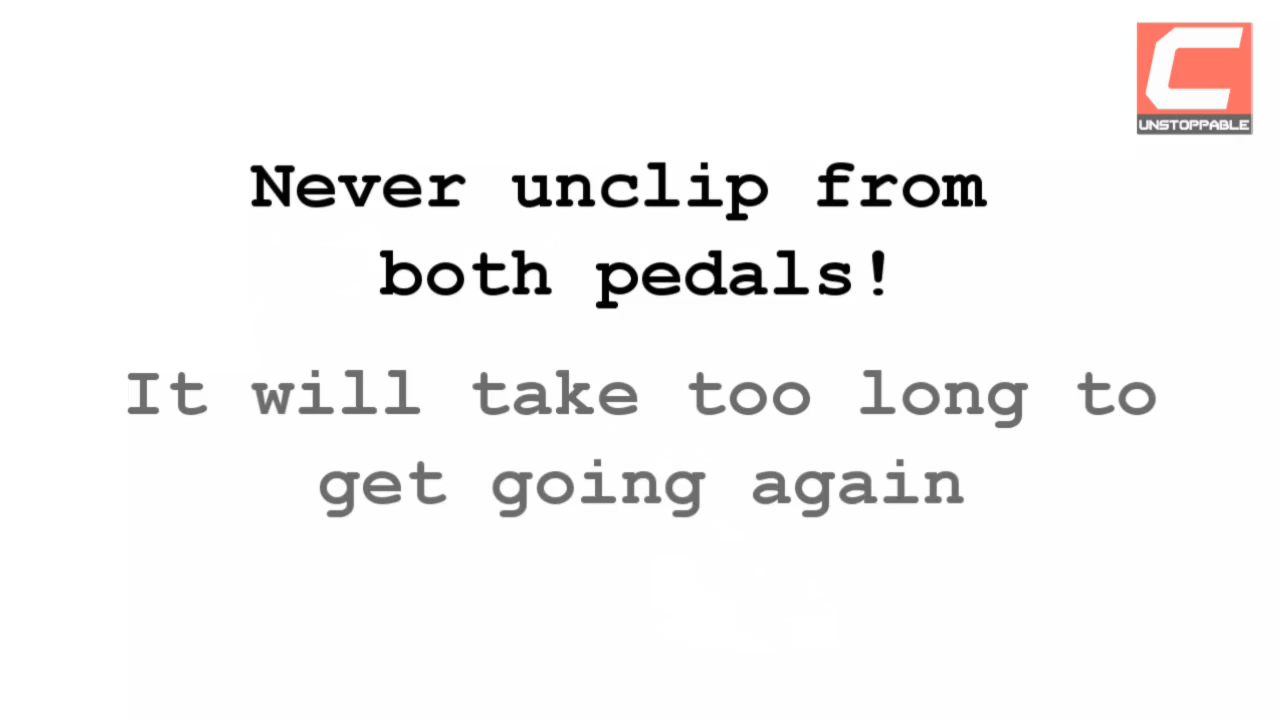 C
UNSTOPPABLE
Never unclip from
both pedals!
It will take too long to
get going again